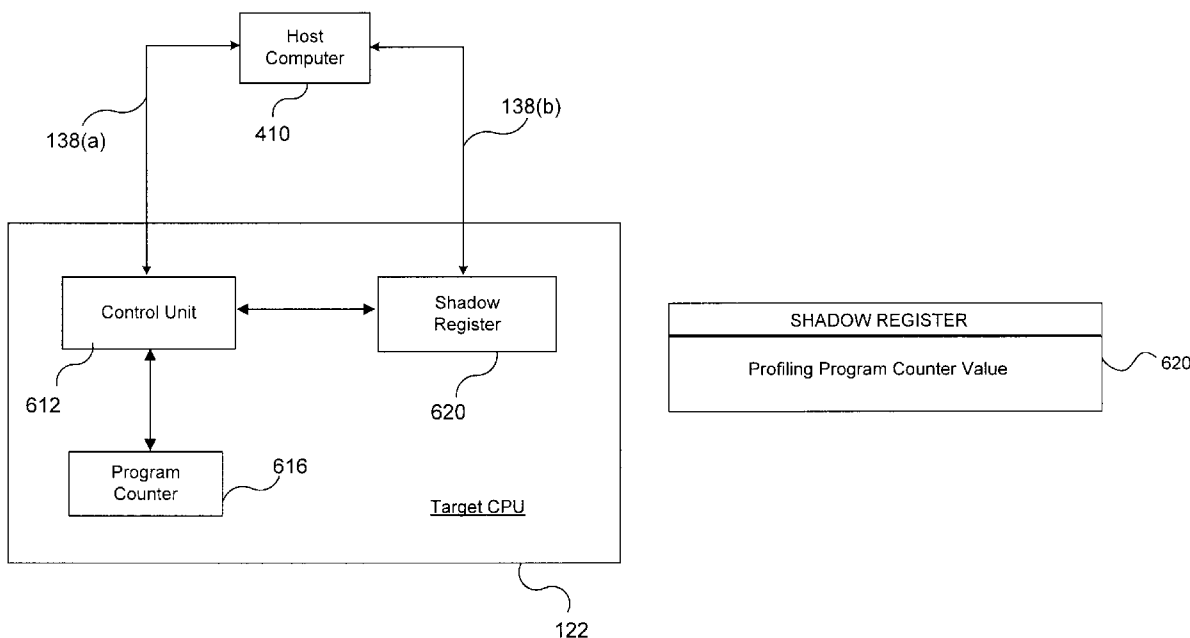 Host
Computer
410
138(a)
138(b)
Control Unit
Shadow
Register
612
620
Program
Counter
616
Target CPU
122
SHADOW REGISTER
Profiling Program Counter Value
620